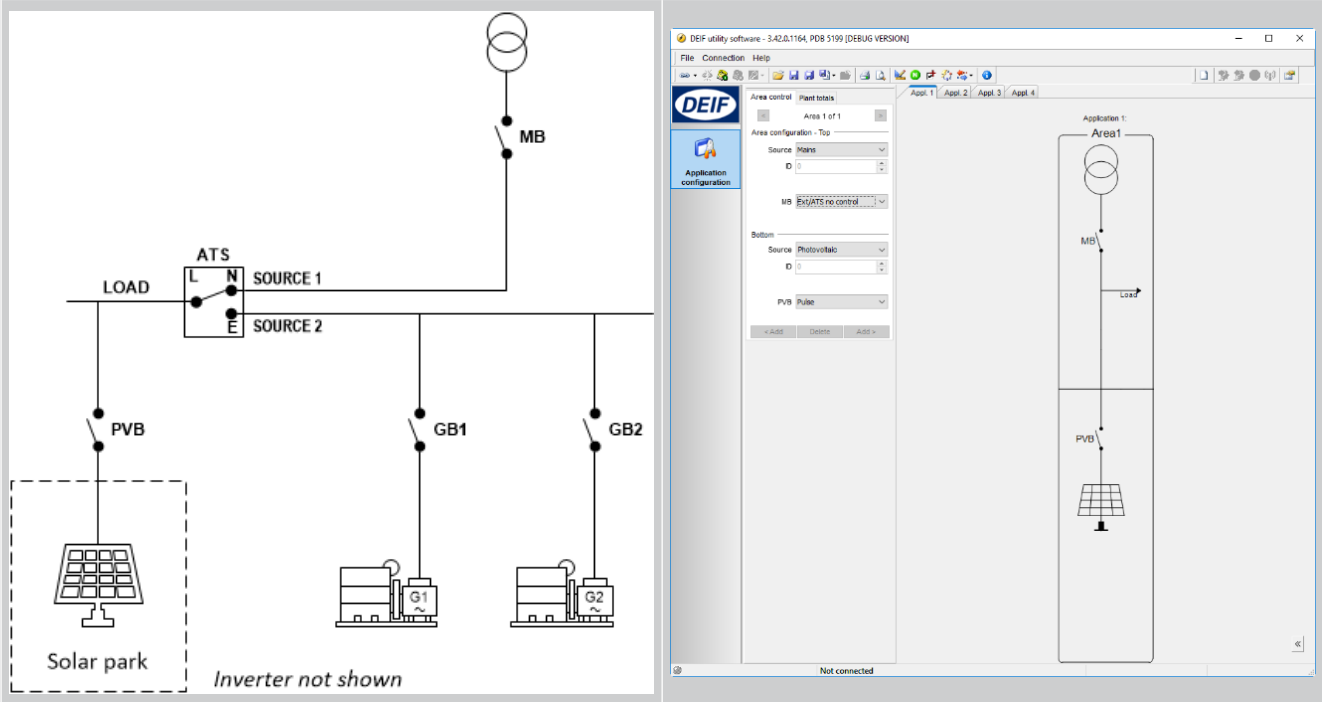 MB
ATS
L N SOURCE 1
LOAD
E SOURCE 2
PVB
GB1
GB2
G1
~
G2
~
Solar park
Inverter not shown
DEIF utility software - 3.42.0.1164, PDB 5199 [DEBUG VERSION]
File Connection Help
DEIF
Application
configuration
Area control Plant totals
< Area 1 of 1 >
Area configuration - Top
Source Mains
ID 0
MB Ext/ATS no control
Bottom
Source Photovoltaic
ID 0
PVB Pulse
< Add Delete Add >
Appl. 1 Appl. 2 Appl. 3 Appl. 4
Application 1:
Area1
MB
Load
PVB
«
Not connected